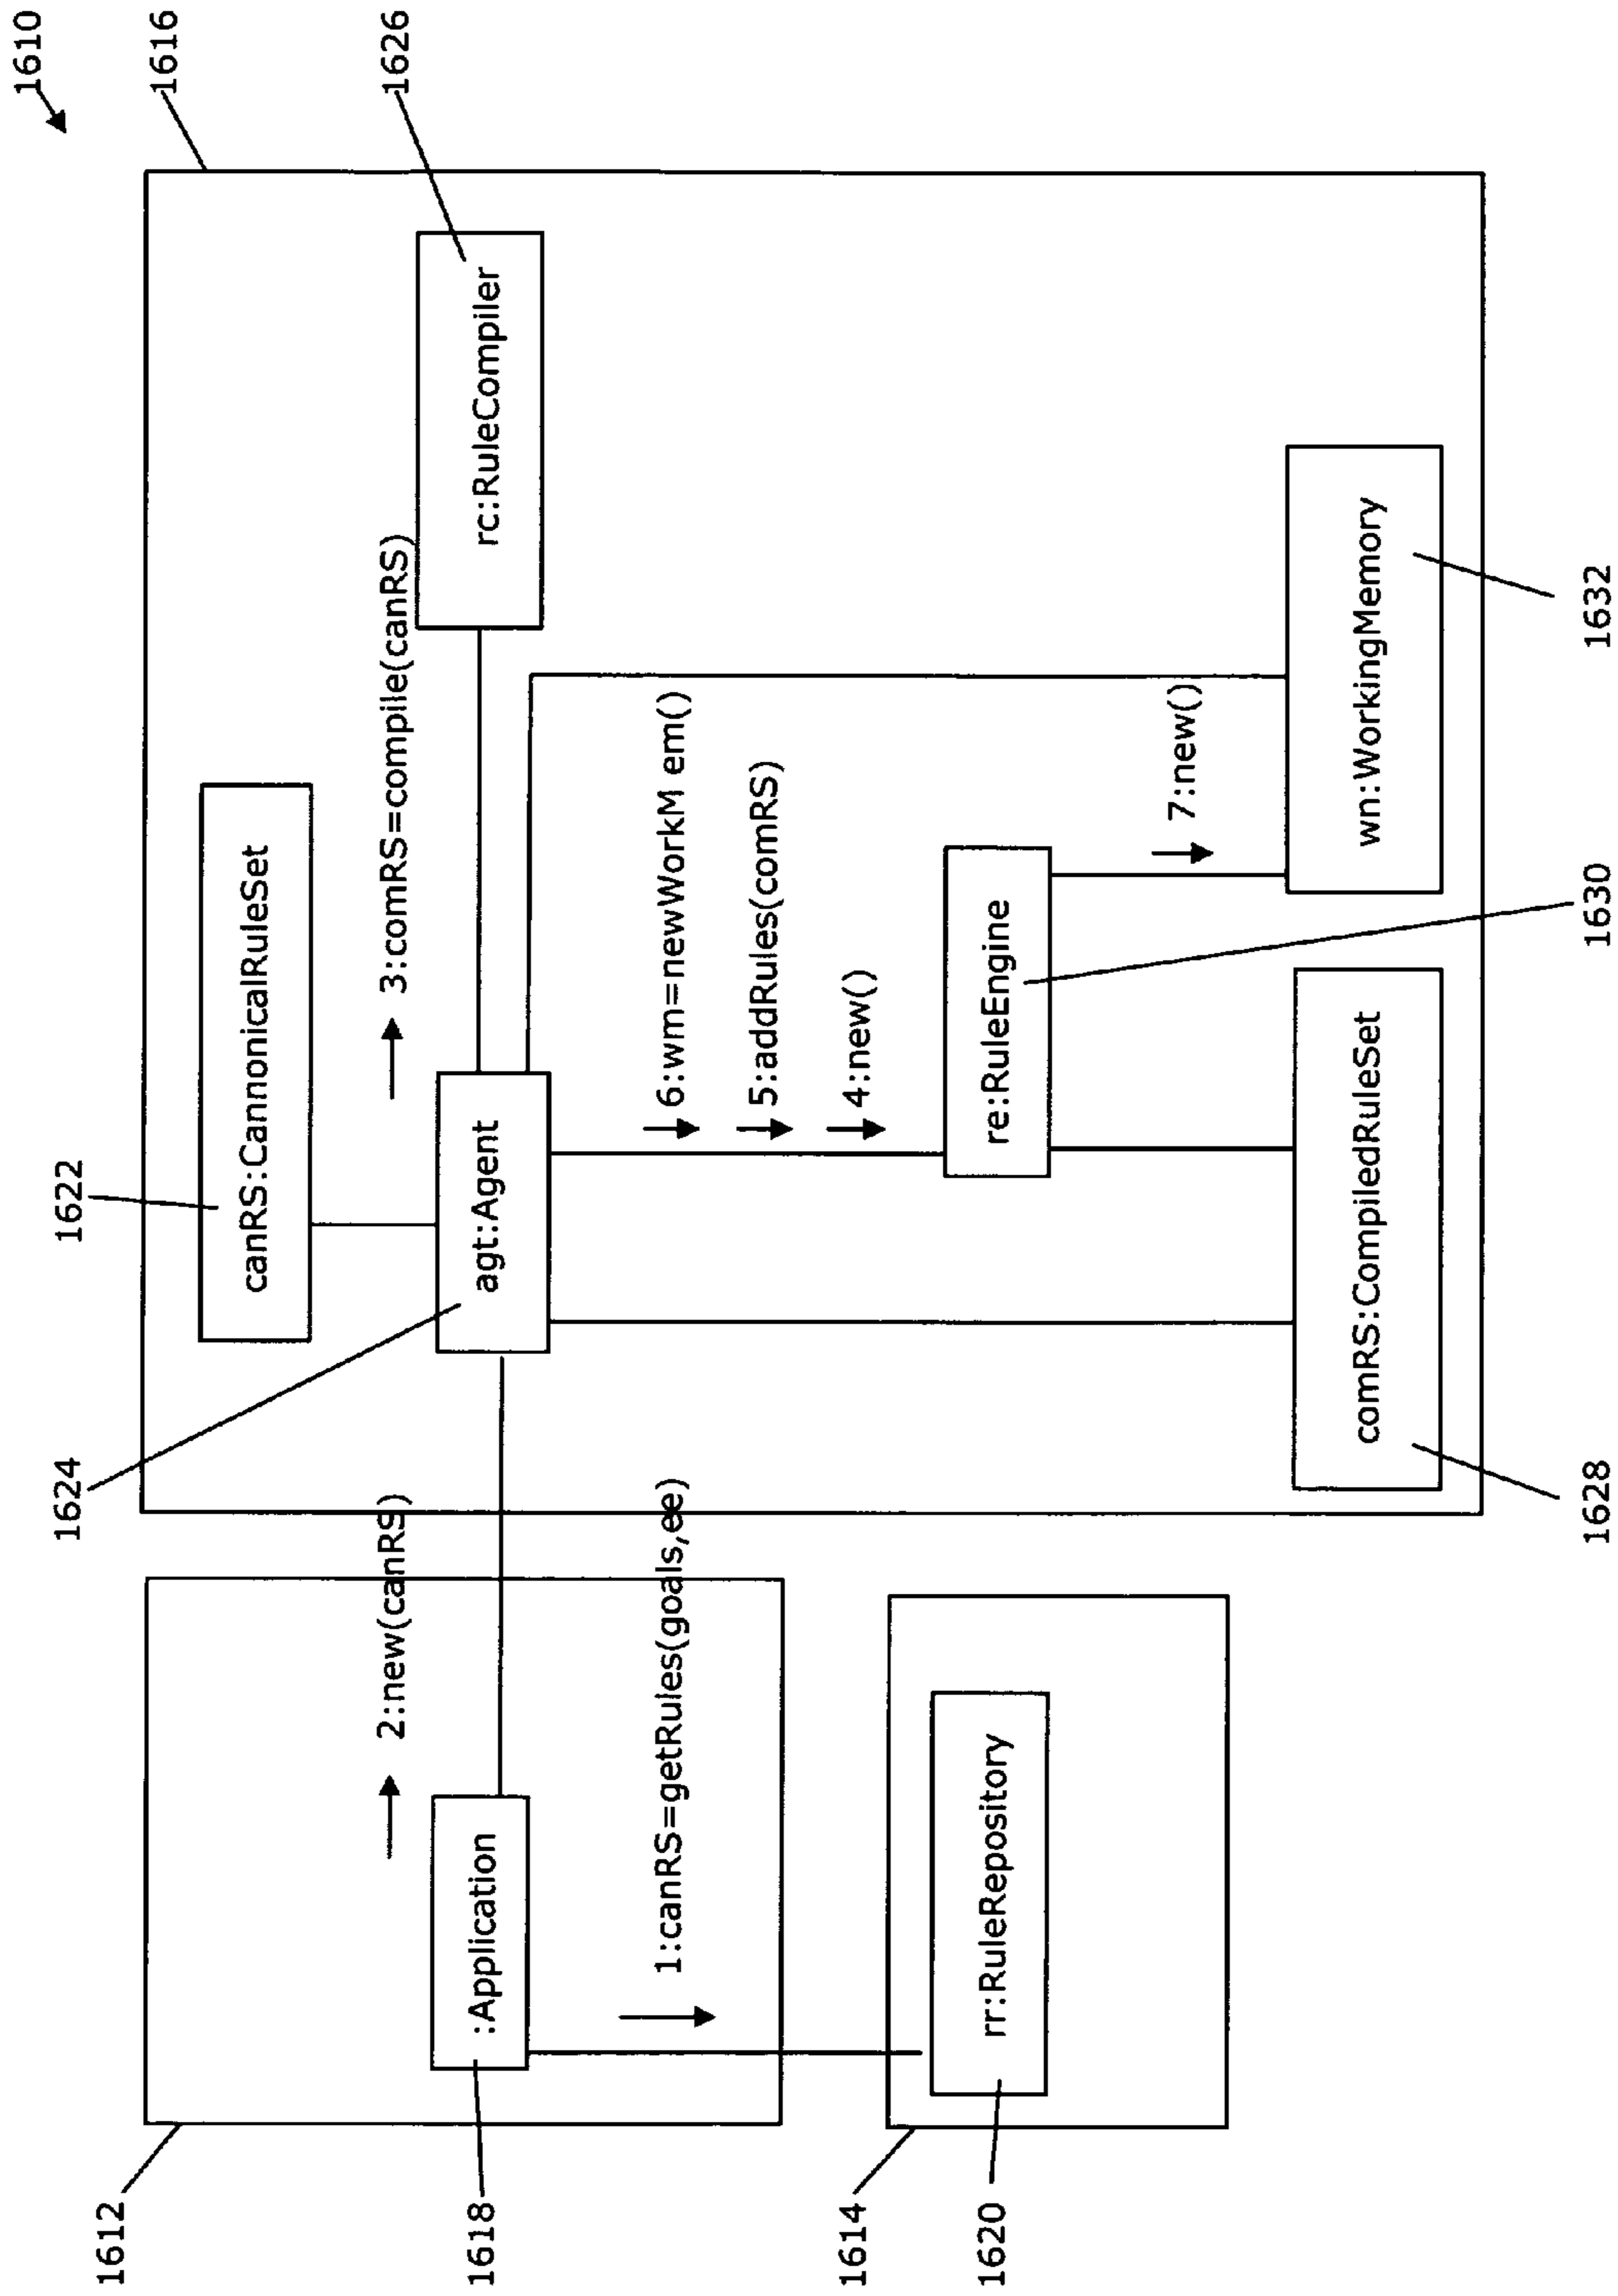 1610
1616
1626
1622
canRS:CannonicalRuleSet
3:comRS=compile(canRS)
rc:RuleCompiler
1624
agt:Agent
2:new(canRS)
1612
:Application
1618
1:canRS=getRules(goals,ee)
6:wm=newWorkM em()
5:addRules(comRS)
4:new()
re:RuleEngine
7:new()
1614
rr:RuleRepository
1620
comRS:CompiledRuleSet
wn:WorkingMemory
1628
1630
1632